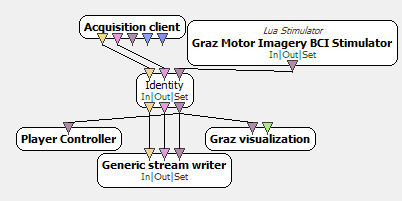 Acquisition client
Lua Stimulator
Graz Motor Imagery BCI Stimulator
In|Out|Set
Identity
In|Out|Set
Player Controller
Graz visualization
Generic stream writer
In|Out|Set